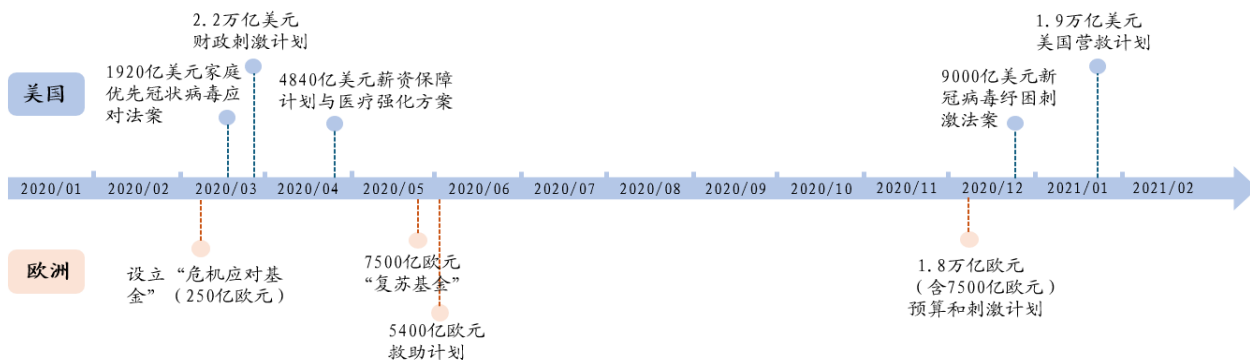 2.2万亿美元
财政刺激计划
1.9万亿美元
美国营救计划
美国
1920亿美元家庭
优先冠状病毒应
对法案
4840亿美元薪资保障
计划与医疗强化方案
9000亿美元新
冠病毒纾困刺
激法案
2020/01
2020/02
2020/03
2020/04
2020/05
2020/06
2020/07
2020/08
2020/09
2020/10
2020/11
2020/12
2021/01
2021/02
欧洲
设立“危机应对基
金”（250亿欧元）
7500亿欧元
“复苏基金”
5400亿欧元
救助计划
1.8万亿欧元
（含7500亿欧元）
预算和刺激计划